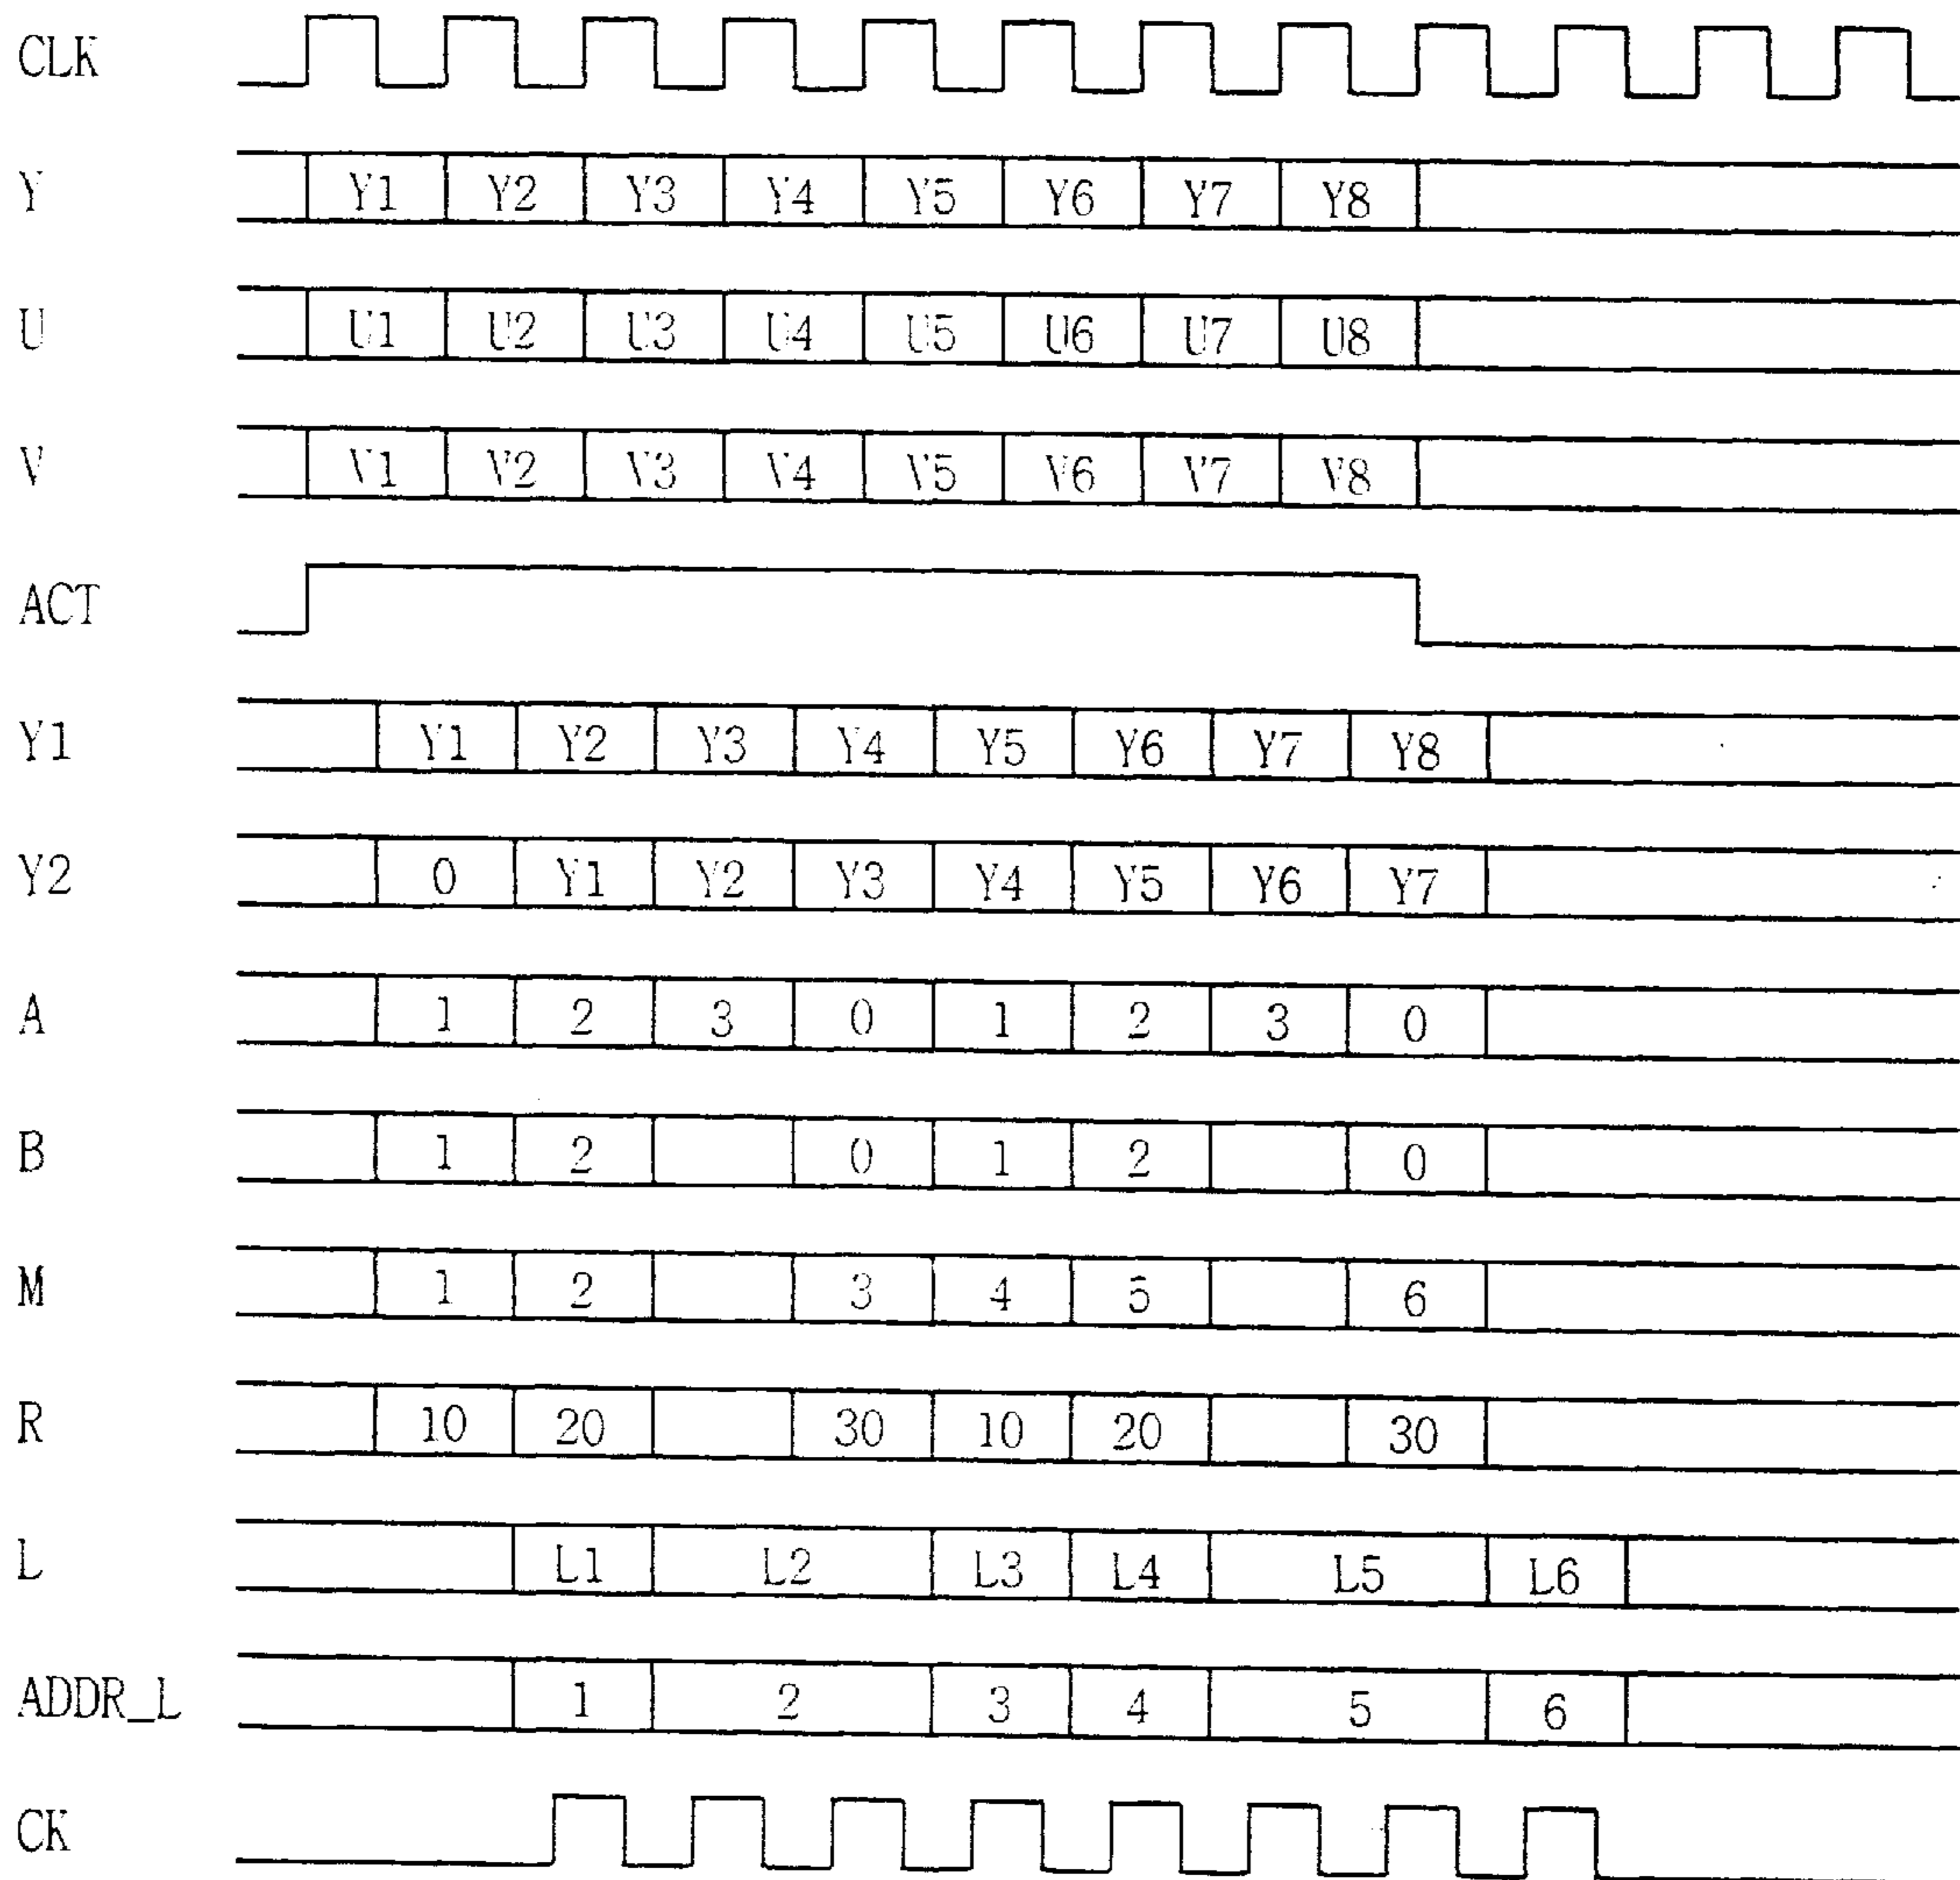 CLK
Y Y1 Y2 Y3 Y4 Y5 Y6 Y7 Y8
U U1 U2 U3 U4 U5 U6 U7 U8
V V1 V2 V3 V4 V5 V6 V7 V8
ACT
Y1 Y1 Y2 Y3 Y4 Y5 Y6 Y7 Y8
Y2 0 Y1 Y2 Y3 Y4 Y5 Y6 Y7
A 1 2 3 0 1 2 3 0
B 1 2 0 1 2 0
M 1 2 3 4 5 6
R 10 20 30 10 20 30
L L1 L2 L3 L4 L5 L6
ADDR_L 1 2 3 4 5 6
CK